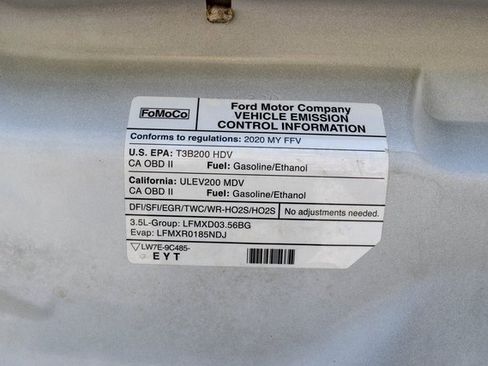 FoMoCo
Ford Motor Company
VEHICLE EMISSION
CONTROL INFORMATION
Conforms to regulations: 2020 MY FFV
U.S. EPA: T3B200 HDV
CA OBD II Fuel: Gasoline/Ethanol
California: ULEV200 MDV
CA OBD II Fuel: Gasoline/Ethanol
DFI/SFI/EGR/TWC/WR-HO2S/HO2S No adjustments needed.
3.5L-Group: LFMXD03.56BG
Evap: LFMXR0185NDJ
LW7E-9C485-
EYT